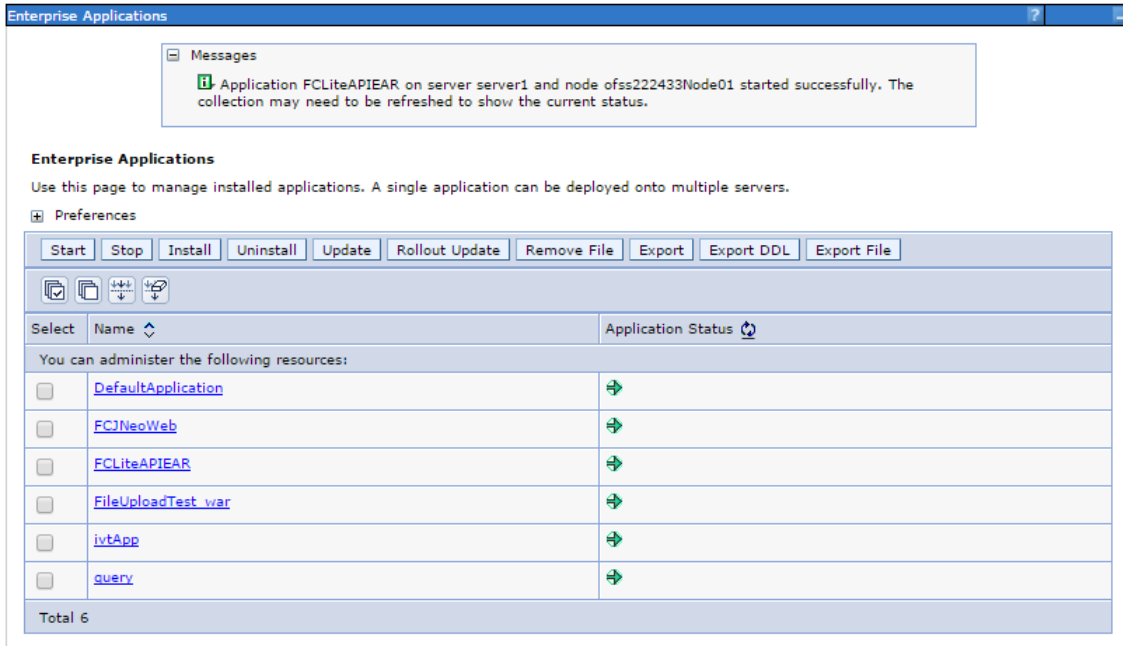 Enterprise Applications ?
Messages
Application FCLiteAPIEAR on server server1 and node ofss222433Node01 started successfully. The
collection may need to be refreshed to show the current status.
Enterprise Applications
Use this page to manage installed applications. A single application can be deployed onto multiple servers.
Preferences
Start Stop Install Uninstall Update Rollout Update Remove File Export Export DDL Export File
Select Name Application Status
You can administer the following resources:
DefaultApplication
FCJNeoWeb
FCLiteAPIEAR
FileUploadTest_war
ivtApp
query
Total 6